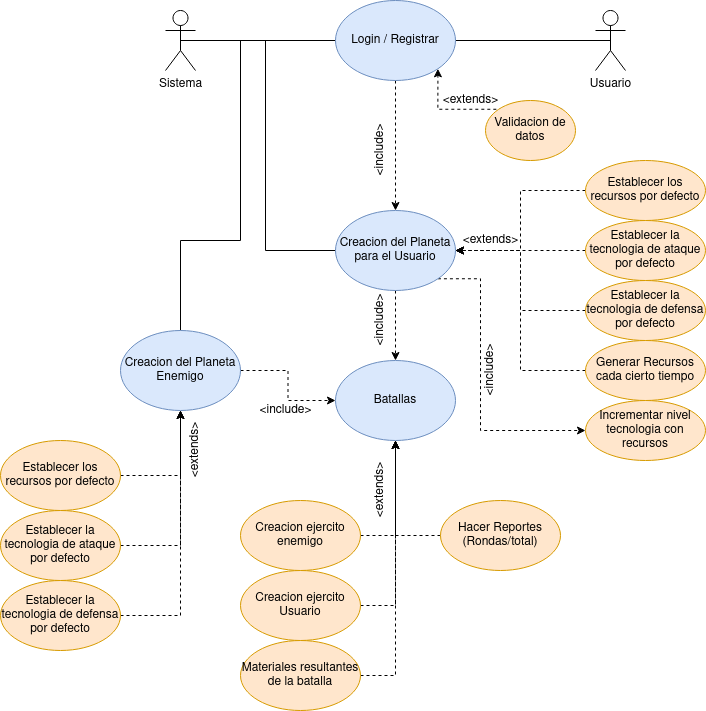 Login / Registrar
Sistema
Usuario
<extends>
Validacion de
datos
<include>
Establecer los
recursos por defecto
Creacion del Planeta
para el Usuario
<extends>
Establecer la
tecnologia de ataque
por defecto
Establecer la
tecnologia de defensa
por defecto
<include>
Generar Recursos
cada cierto tiempo
<include>
Creacion del Planeta
Enemigo
<include>
Batallas
Incrementar nivel
tecnologia con
recursos
<extends>
Establecer los
recursos por defecto
Establecer la
tecnologia de ataque
por defecto
Establecer la
tecnologia de defensa
por defecto
<extends>
Creacion ejercito
enemigo
Hacer Reportes
(Rondas/total)
Creacion ejercito
Usuario
Materiales resultantes
de la batalla